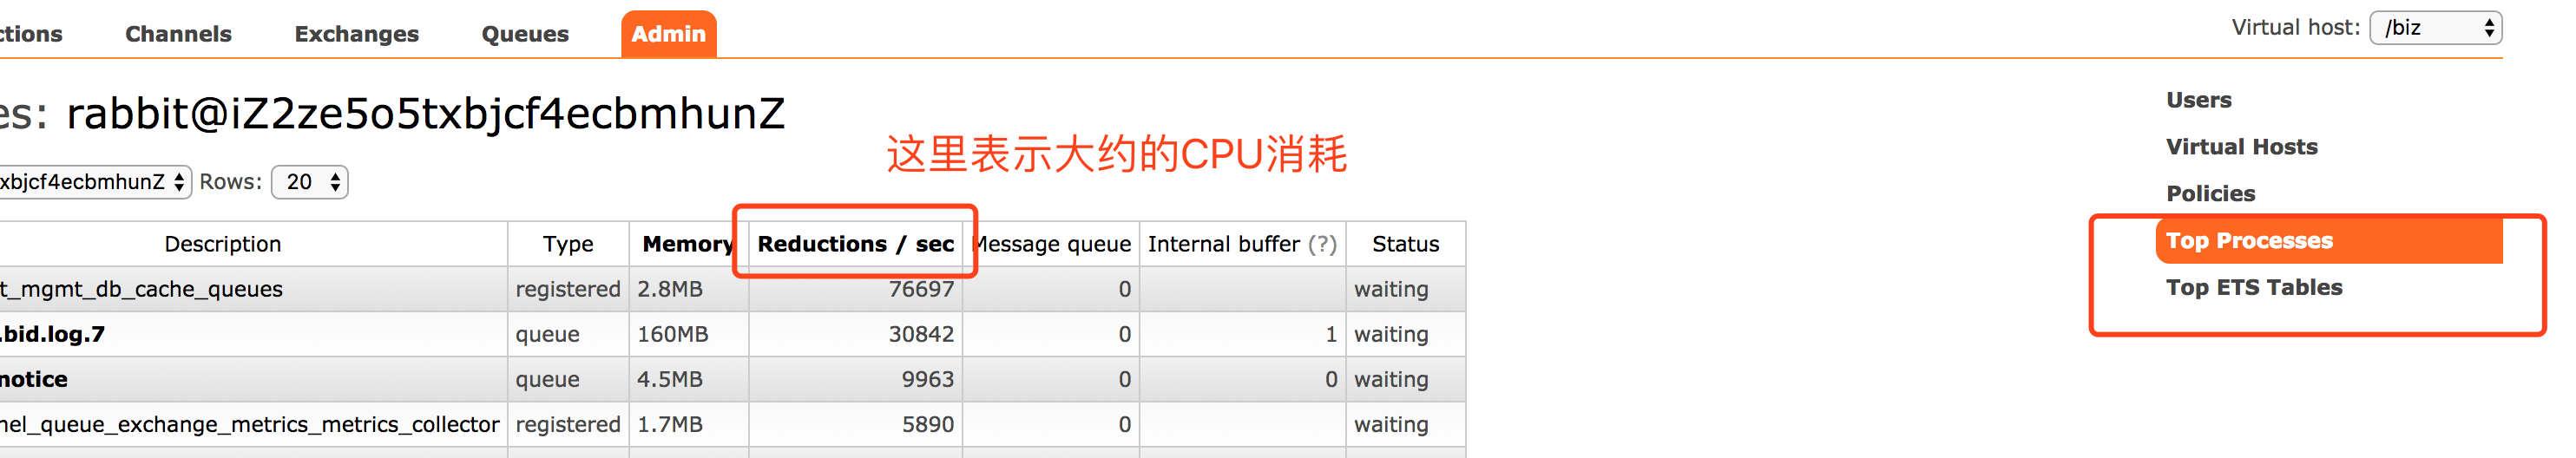 ctions Channels Exchanges Queues Admin Virtual host: /biz
es: rabbit@iZ2ze5o5txbjcf4ecbmhunZ
这里表示大约的CPU消耗
xbjcf4ecbmhunZ Rows: 20
Description Type Memory Reductions / sec Message queue Internal buffer (?) Status
t_mgmt_db_cache_queues registered 2.8MB 76697 0 waiting
.bid.log.7 queue 160MB 30842 0 1 waiting
notice queue 4.5MB 9963 0 0 waiting
nel_queue_exchange_metrics_metrics_collector registered 1.7MB 5890 0 waiting
Users
Virtual Hosts
Policies
Top Processes
Top ETS Tables